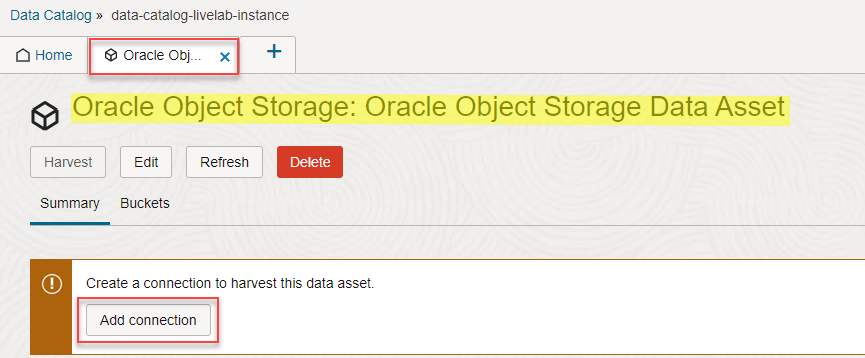 Data Catalog » data-catalog-livelab-instance
Home Oracle Obj... × +
Oracle Object Storage: Oracle Object Storage Data Asset
Harvest Edit Refresh Delete
Summary Buckets
Create a connection to harvest this data asset.
Add connection